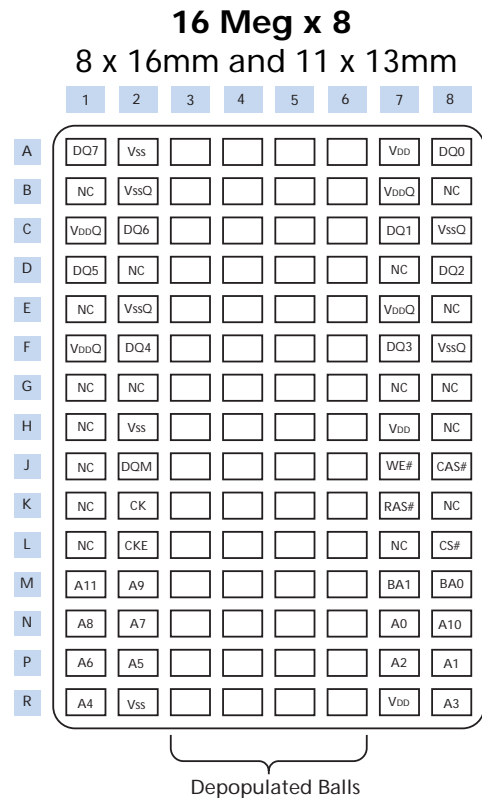 16 Meg x 8
8 x 16mm and 11 x 13mm
1 2 3 4 5 6 7 8
A DQ7 Vss VDD DQ0
B NC VssQ VDDQ NC
C VDDQ DQ6 DQ1 VssQ
D DQ5 NC NC DQ2
E NC VssQ VDDQ NC
F VDDQ DQ4 DQ3 VssQ
G NC NC NC NC
H NC Vss VDD NC
J NC DQM WE# CAS#
K NC CK RAS# NC
L NC CKE NC CS#
M A11 A9 BA1 BA0
N A8 A7 A0 A10
P A6 A5 A2 A1
R A4 Vss VDD A3
Depopulated Balls